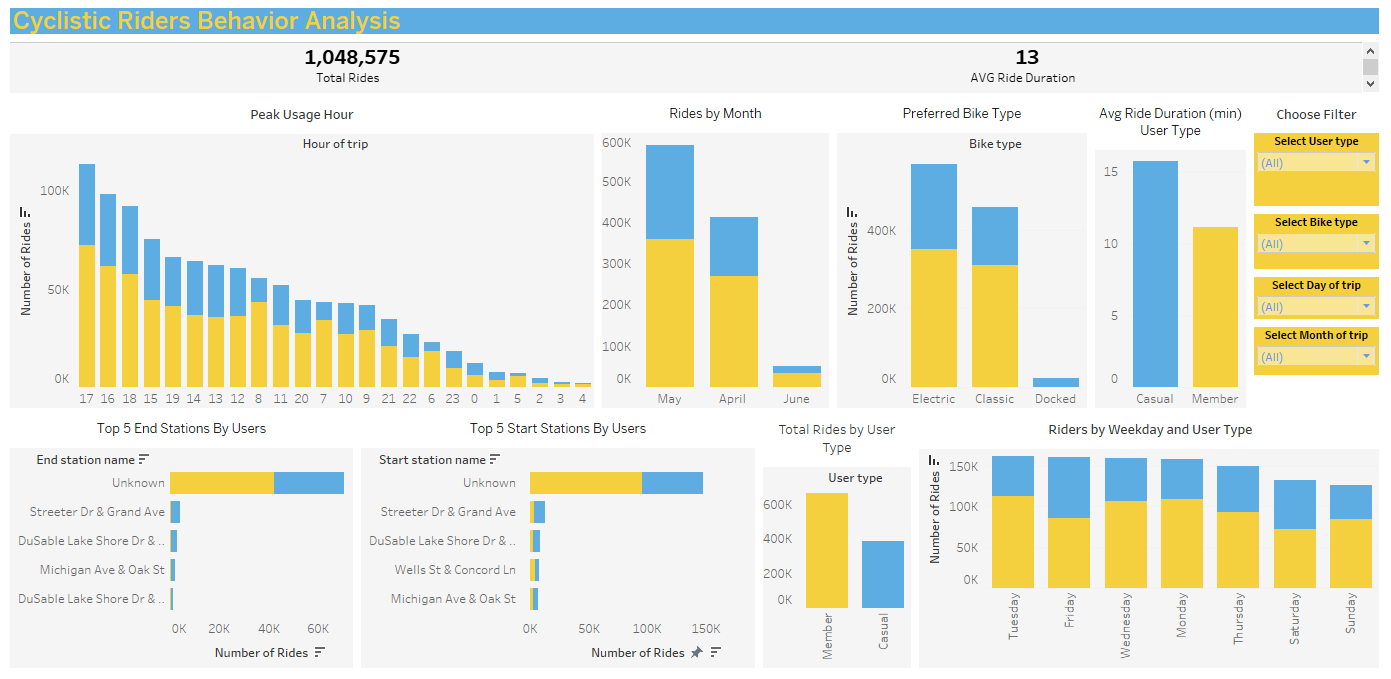 Cyclistic Riders Behavior Analysis
1,048,575
Total Rides
13
AVG Ride Duration
Peak Usage Hour
Hour of trip
Number of Rides
100K
50K
0K
17 16 18 15 19 14 13 12 8 11 20 7 10 9 21 22 6 23 0 1 5 2 3 4
Rides by Month
600K
500K
400K
300K
200K
100K
0K
May April June
Preferred Bike Type
Bike type
Number of Rides
400K
200K
0K
Electric Classic Docked
Avg Ride Duration (min)
User Type
15
10
5
0
Casual Member
Choose Filter
Select User type
(All)
Select Bike type
(All)
Select Day of trip
(All)
Select Month of trip
(All)
Top 5 End Stations By Users
End station name
Unknown
Streeter Dr & Grand Ave
DuSable Lake Shore Dr & ..
Michigan Ave & Oak St
DuSable Lake Shore Dr & ..
0K 20K 40K 60K
Number of Rides
Top 5 Start Stations By Users
Start station name
Unknown
Streeter Dr & Grand Ave
DuSable Lake Shore Dr & ..
Wells St & Concord Ln
Michigan Ave & Oak St
0K 50K 100K 150K
Number of Rides
Total Rides by User
Type
User type
600K
400K
200K
0K
Member
Casual
Riders by Weekday and User Type
Number of Rides
150K
100K
50K
0K
Tuesday
Friday
Wednesday
Monday
Thursday
Saturday
Sunday